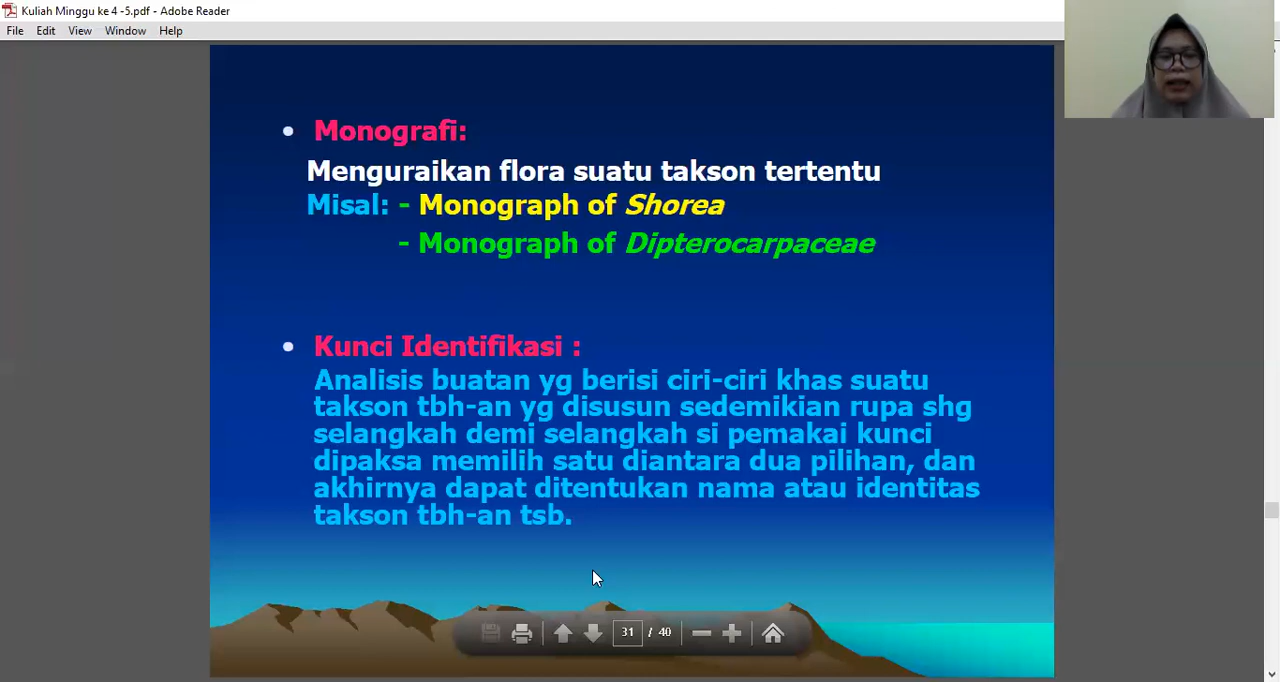 Kuliah Minggu ke 4 -5.pdf - Adobe Reader
File Edit View Window Help
• Monografi:
Menguraikan flora suatu takson tertentu
Misal: - Monograph of Shorea
- Monograph of Dipterocarpaceae
• Kunci Identifikasi :
Analisis buatan yg berisi ciri-ciri khas suatu
takson tbh-an yg disusun sedemikian rupa shg
selangkah demi selangkah si pemakai kunci
dipaksa memilih satu diantara dua pilihan, dan
akhirnya dapat ditentukan nama atau identitas
takson tbh-an tsb.
31 / 40